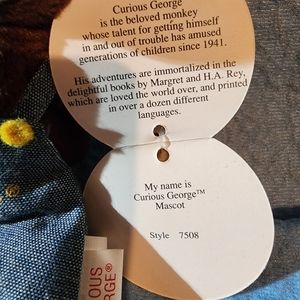 Curious George
is the beloved monkey
whose talent for getting himself
in and out of trouble has amused
generations of children since 1941.
His adventures are immortalized in the
delightful books by Margret and H.A. Rey,
which are loved the world over, and printed
in over a dozen different
languages.
My name is
Curious George™
Mascot
Style 7508
OUS
RGE®